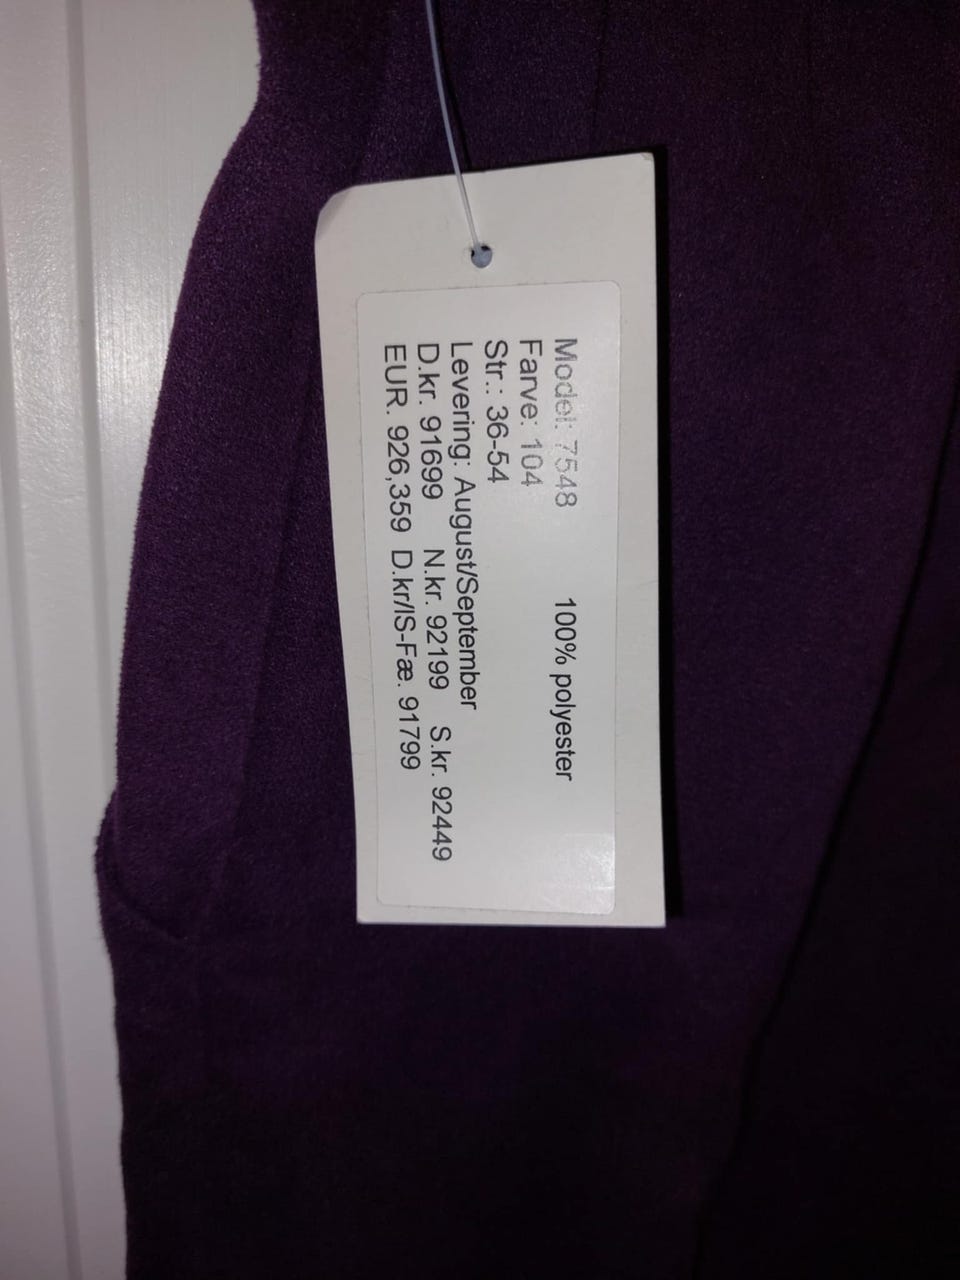 Model: 7548 100% polyester
Farve: 104
Str.: 36-54
Levering: August/September
D.kr. 91699 N.kr. 92199 S.kr. 92449
EUR. 926,359 D.kr/IS-Fæ. 91799